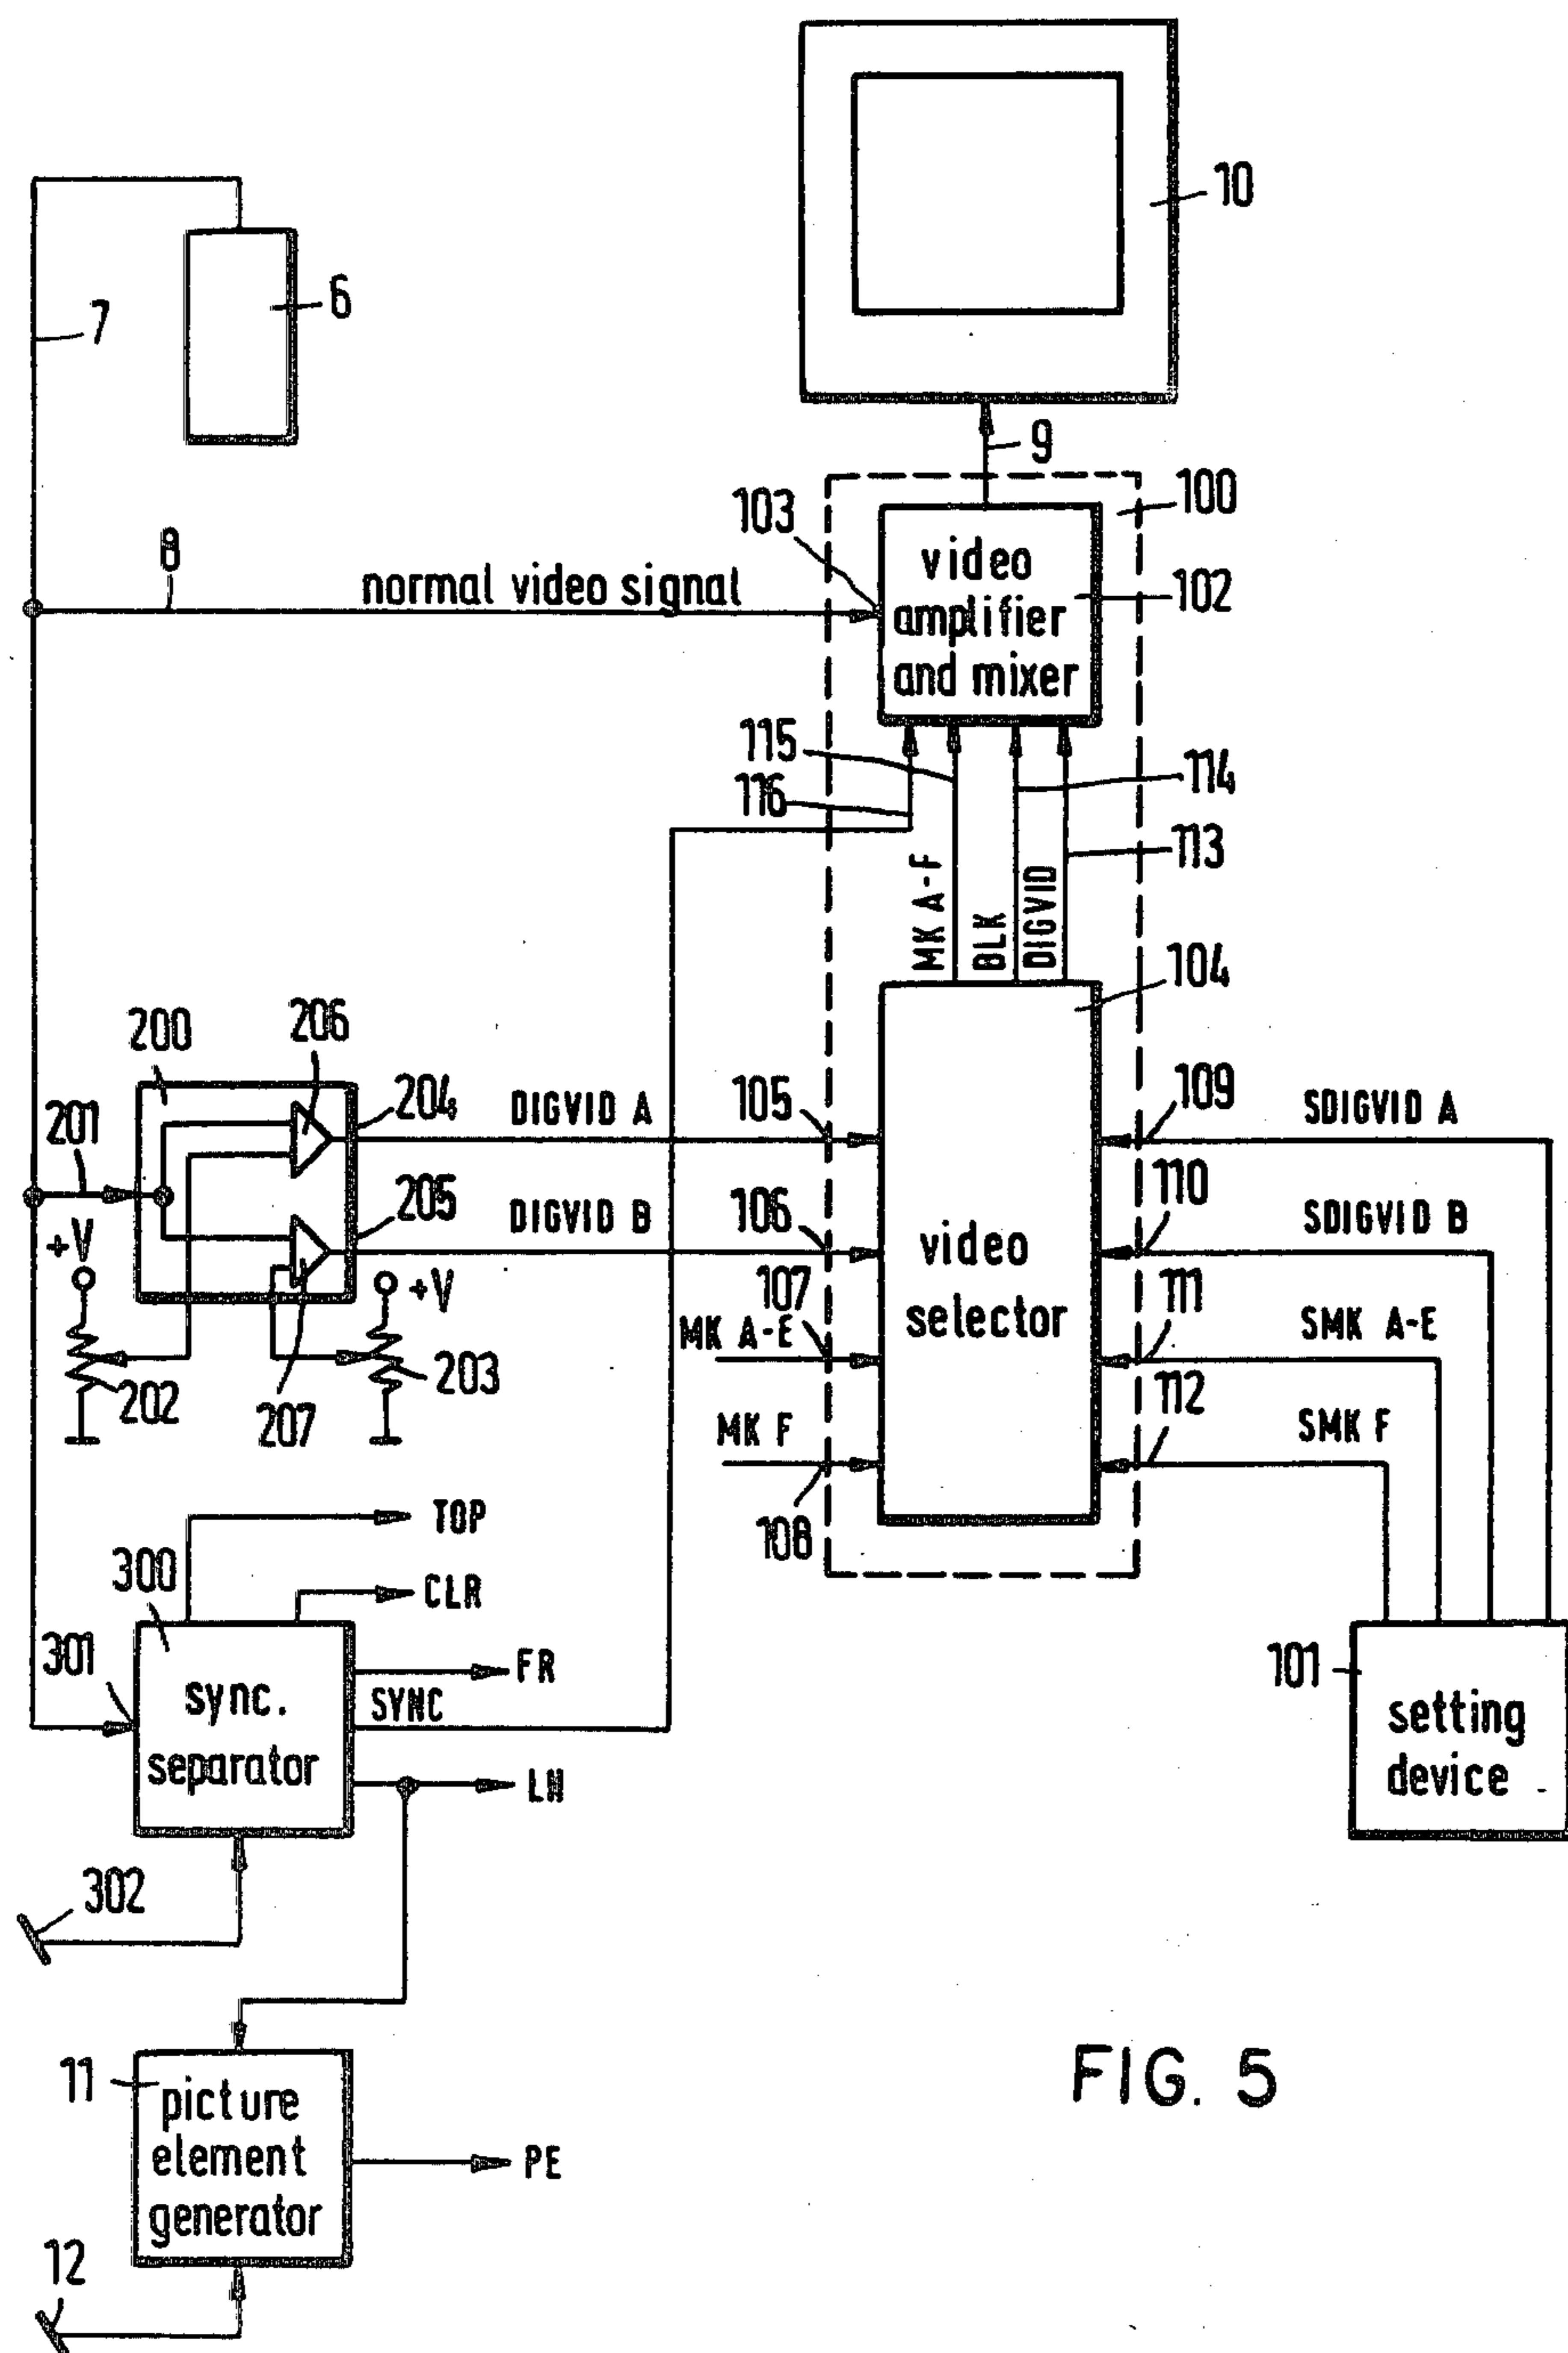 10
6
7
9
100
103
8
normal video signal
video
amplifier
and mixer
102
115
116
114
113
MK A-F
BLK
DIGVID
104
200
206
204
DIGVID A
105
109
SDIGVID A
201
205
DIGVID B
106
110
SDIGVID B
+V
+V
video
selector
107
MK A-E
111
SMK A-E
202
207
203
MK F
112
SMK F
108
TOP
300
CLR
301
FR
SYNC
sync.
separator
LN
101
setting
device
302
11
picture
element
generator
PE
12
FIG. 5